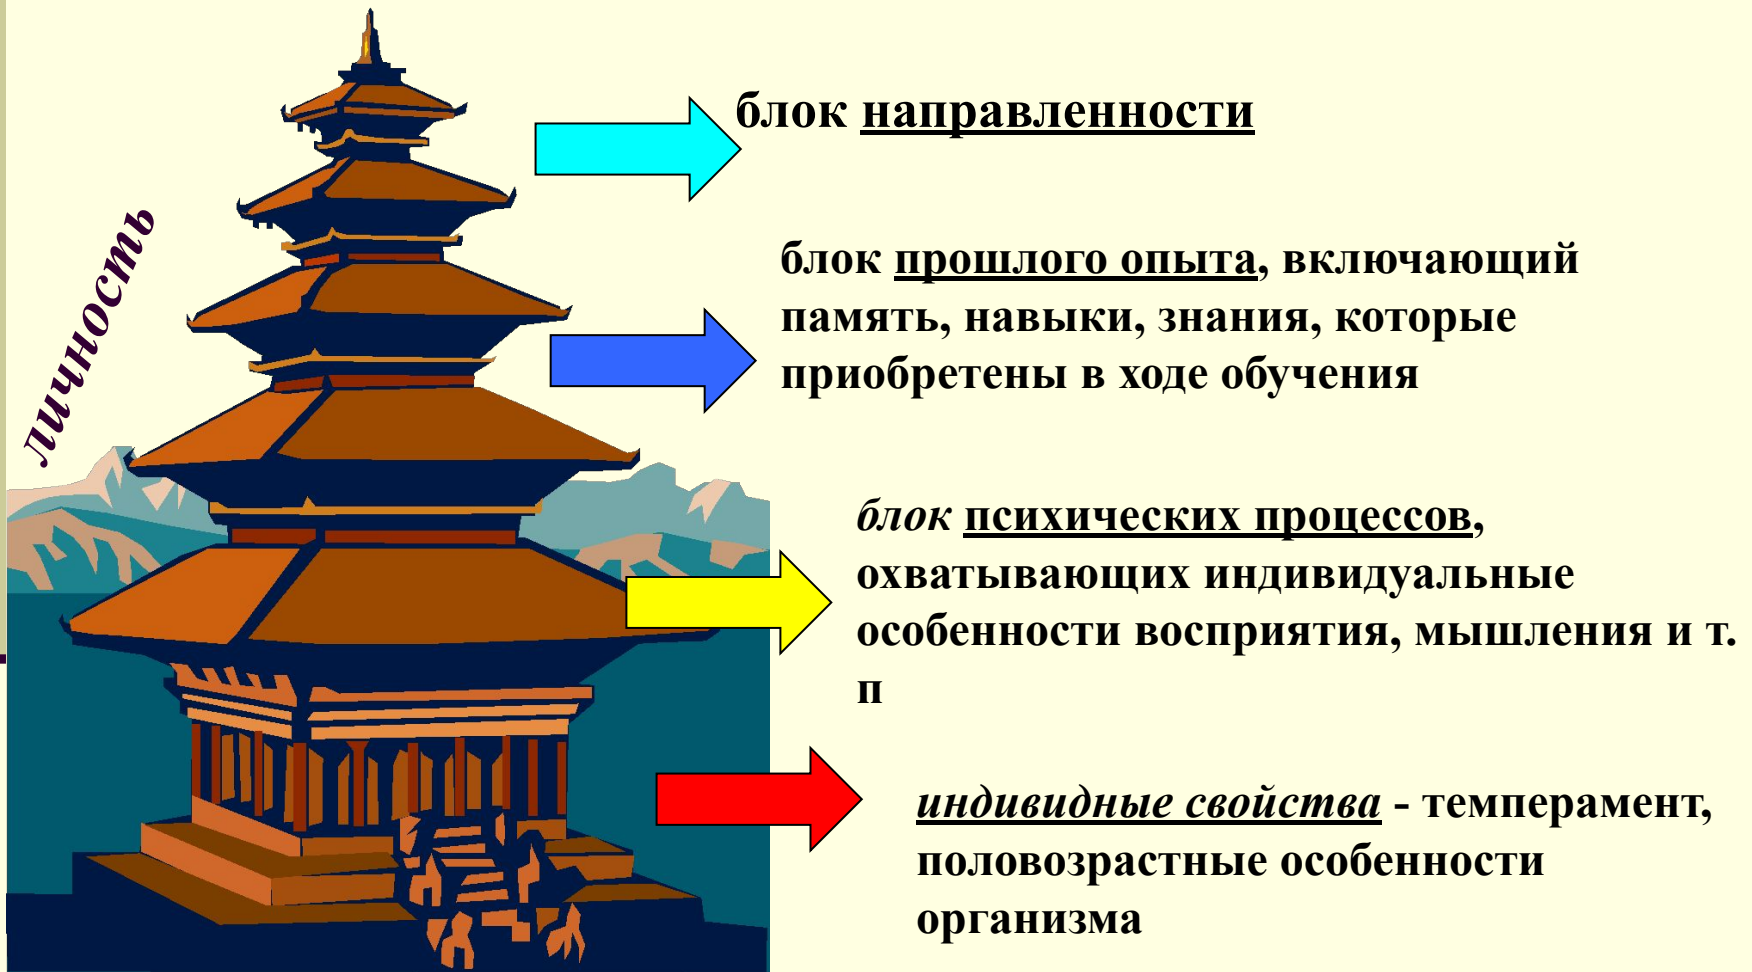 личность
блок направленности
блок прошлого опыта, включающий
память, навыки, знания, которые
приобретены в ходе обучения
блок психических процессов,
охватывающих индивидуальные
особенности восприятия, мышления и т.
п
индивидные свойства - темперамент,
половозрастные особенности
организма